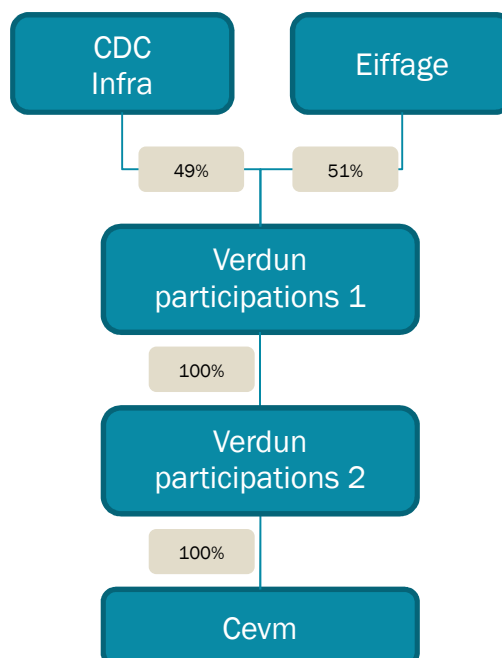 CDC
Infra
Eiffage
49%
51%
Verdun
participations 1
100%
Verdun
participations 2
100%
Cevm